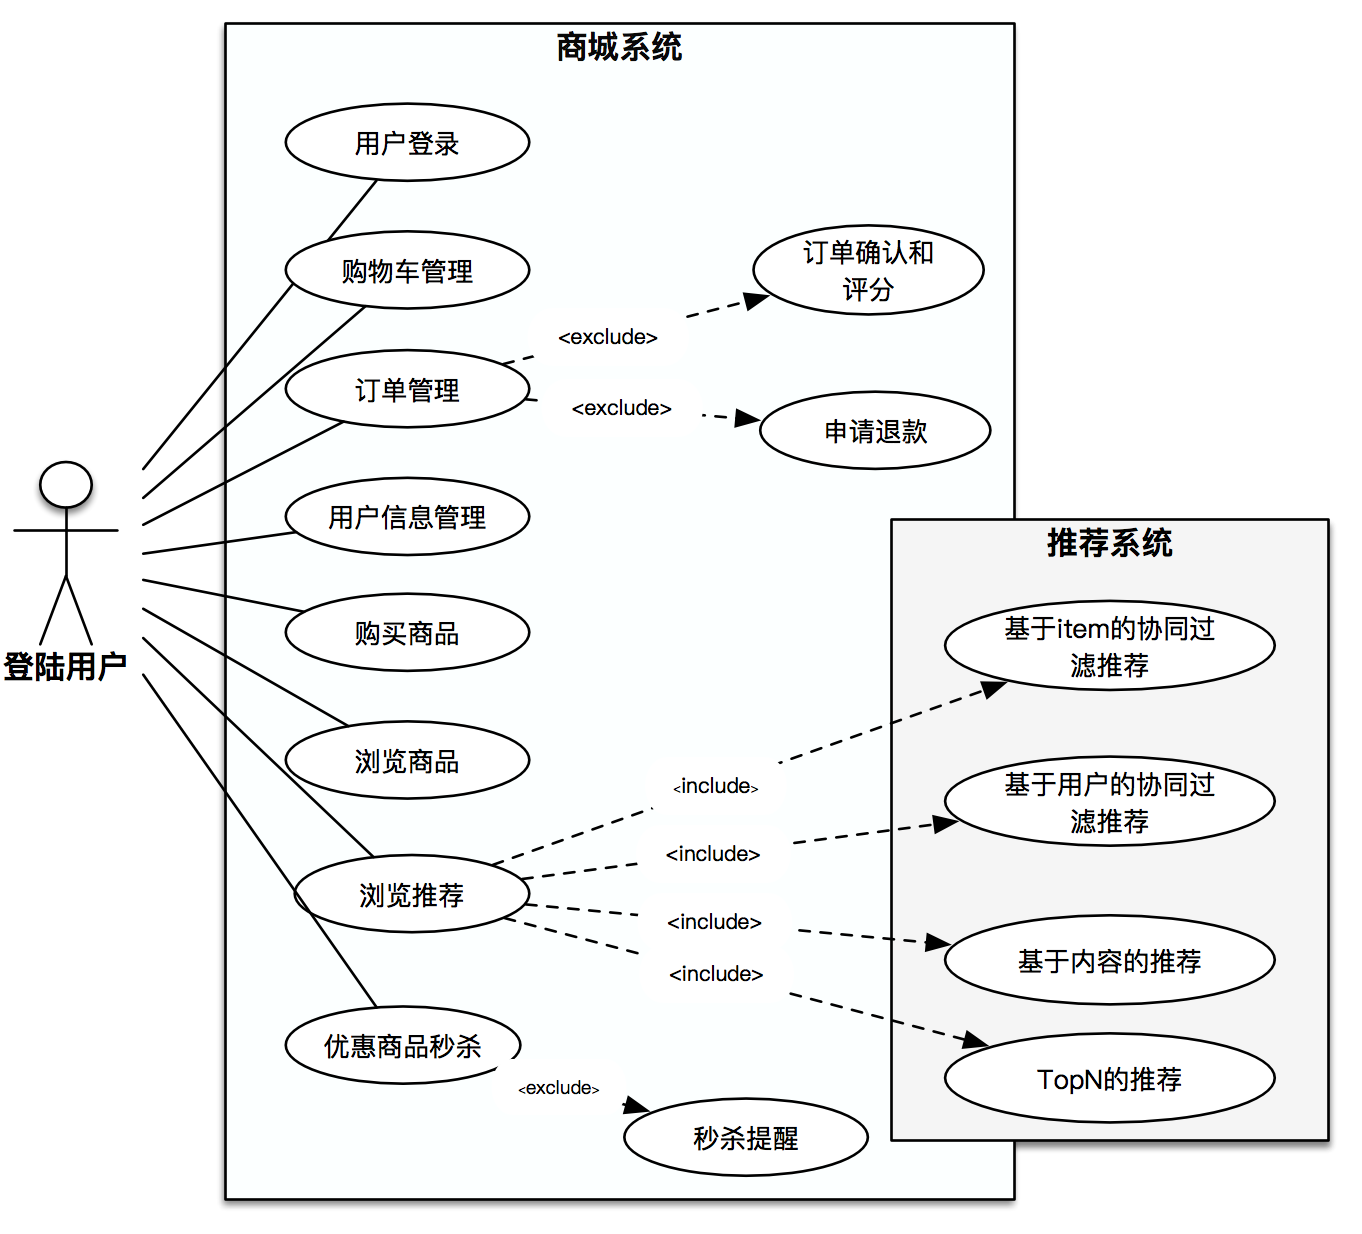 商城系统
用户登录
购物车管理
订单确认和
评分
<exclude>
订单管理
<exclude>
申请退款
用户信息管理
推荐系统
购买商品
基于item的协同过
滤推荐
登陆用户
浏览商品
<include>
基于用户的协同过
滤推荐
<include>
浏览推荐
<include>
基于内容的推荐
<include>
优惠商品秒杀
TopN的推荐
<exclude>
秒杀提醒